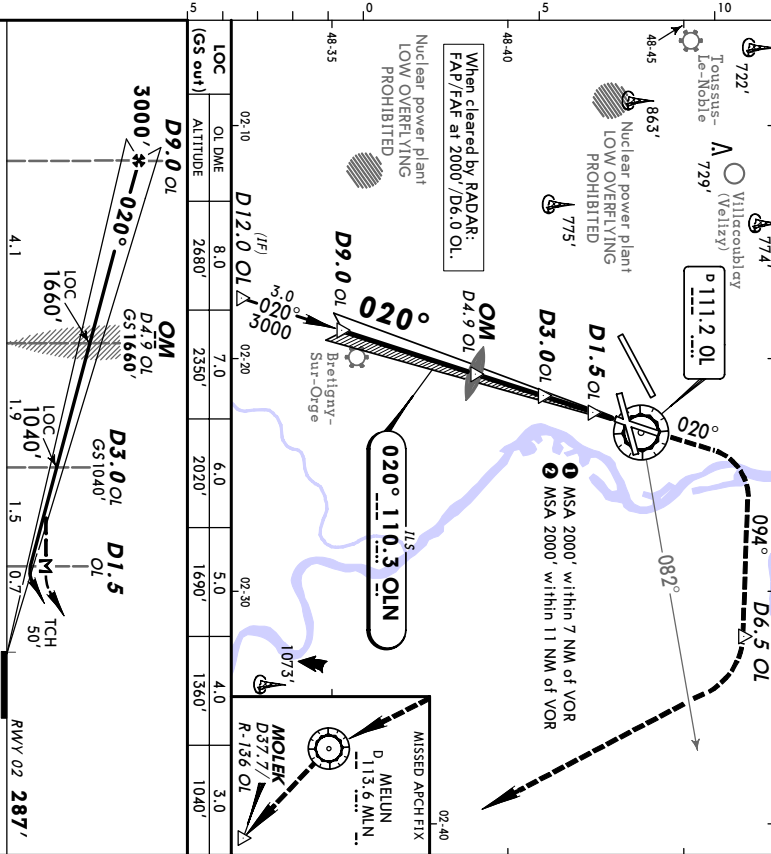 5
0
5
10
48-35
48-40
48-45
02-10
02-20
02-30
02-40
Nuclear power plant
LOW OVERFLYING
PROHIBITED
When cleared by RADAR:
FAP/FAF at 2000'/D6.0 OL.
Nuclear power plant
LOW OVERFLYING
PROHIBITED
863'
775'
722'
774'
729'
1073'
Toussus-
Le-Noble
Villacoublay
(Velizy)
D 111.2 OL
D12.0 OL
(IF)
3.0
020°
3000
D9.0 OL
020°
OM
D4.9 OL
D3.0 OL
D1.5 OL
Bretigny-
Sur-Orge
ILS
020° 110.3 OLN
020°
094°
D6.5 OL
082°
1 MSA 2000' within 7 NM of VOR
2 MSA 2000' within 11 NM of VOR
MISSED APCH FIX
MELUN
D 113.6 MLN
MOLEK
D37.7/
R-136 OL
LOC
(GS out)
OL DME
8.0
7.0
6.0
5.0
4.0
3.0
ALTITUDE
2680'
2350'
2020'
1690'
1360'
1040'
D9.0 OL
3000'
020°
OM
D4.9 OL
GS1660'
LOC
1660'
D3.0 OL
GS1040'
LOC
1040'
D1.5
OL
M
TCH
50'
4.1
1.9
1.5
0.7
RWY 02 287'